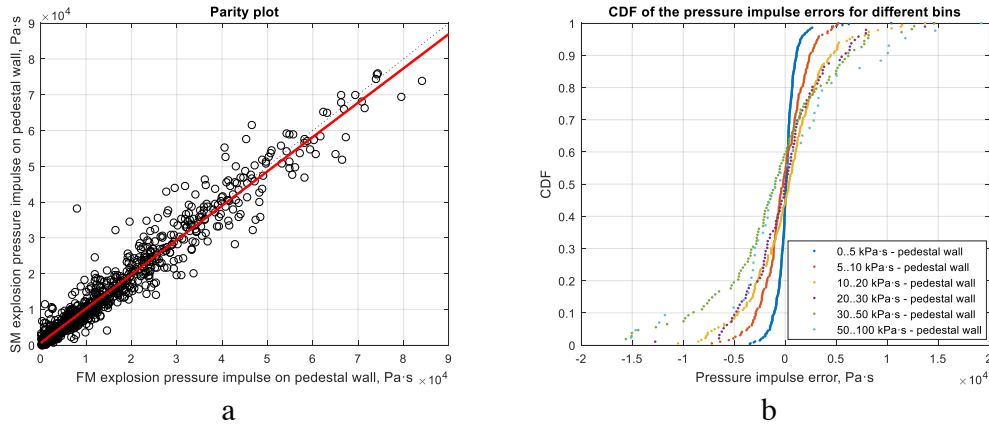 Parity plot
×10⁴
9
8
7
6
5
4
3
2
1
0
SM explosion pressure impulse on pedestal wall, Pa·s
0 1 2 3 4 5 6 7 8 9
FM explosion pressure impulse on pedestal wall, Pa·s ×10⁴
a
CDF of the pressure impulse errors for different bins
1
0.9
0.8
0.7
0.6
0.5
0.4
0.3
0.2
0.1
0
CDF
0..5 kPa·s - pedestal wall
5..10 kPa·s - pedestal wall
10..20 kPa·s - pedestal wall
20..30 kPa·s - pedestal wall
30..50 kPa·s - pedestal wall
50..100 kPa·s - pedestal wall
-2 -1.5 -1 -0.5 0 0.5 1 1.5 2
Pressure impulse error, Pa·s ×10⁴
b